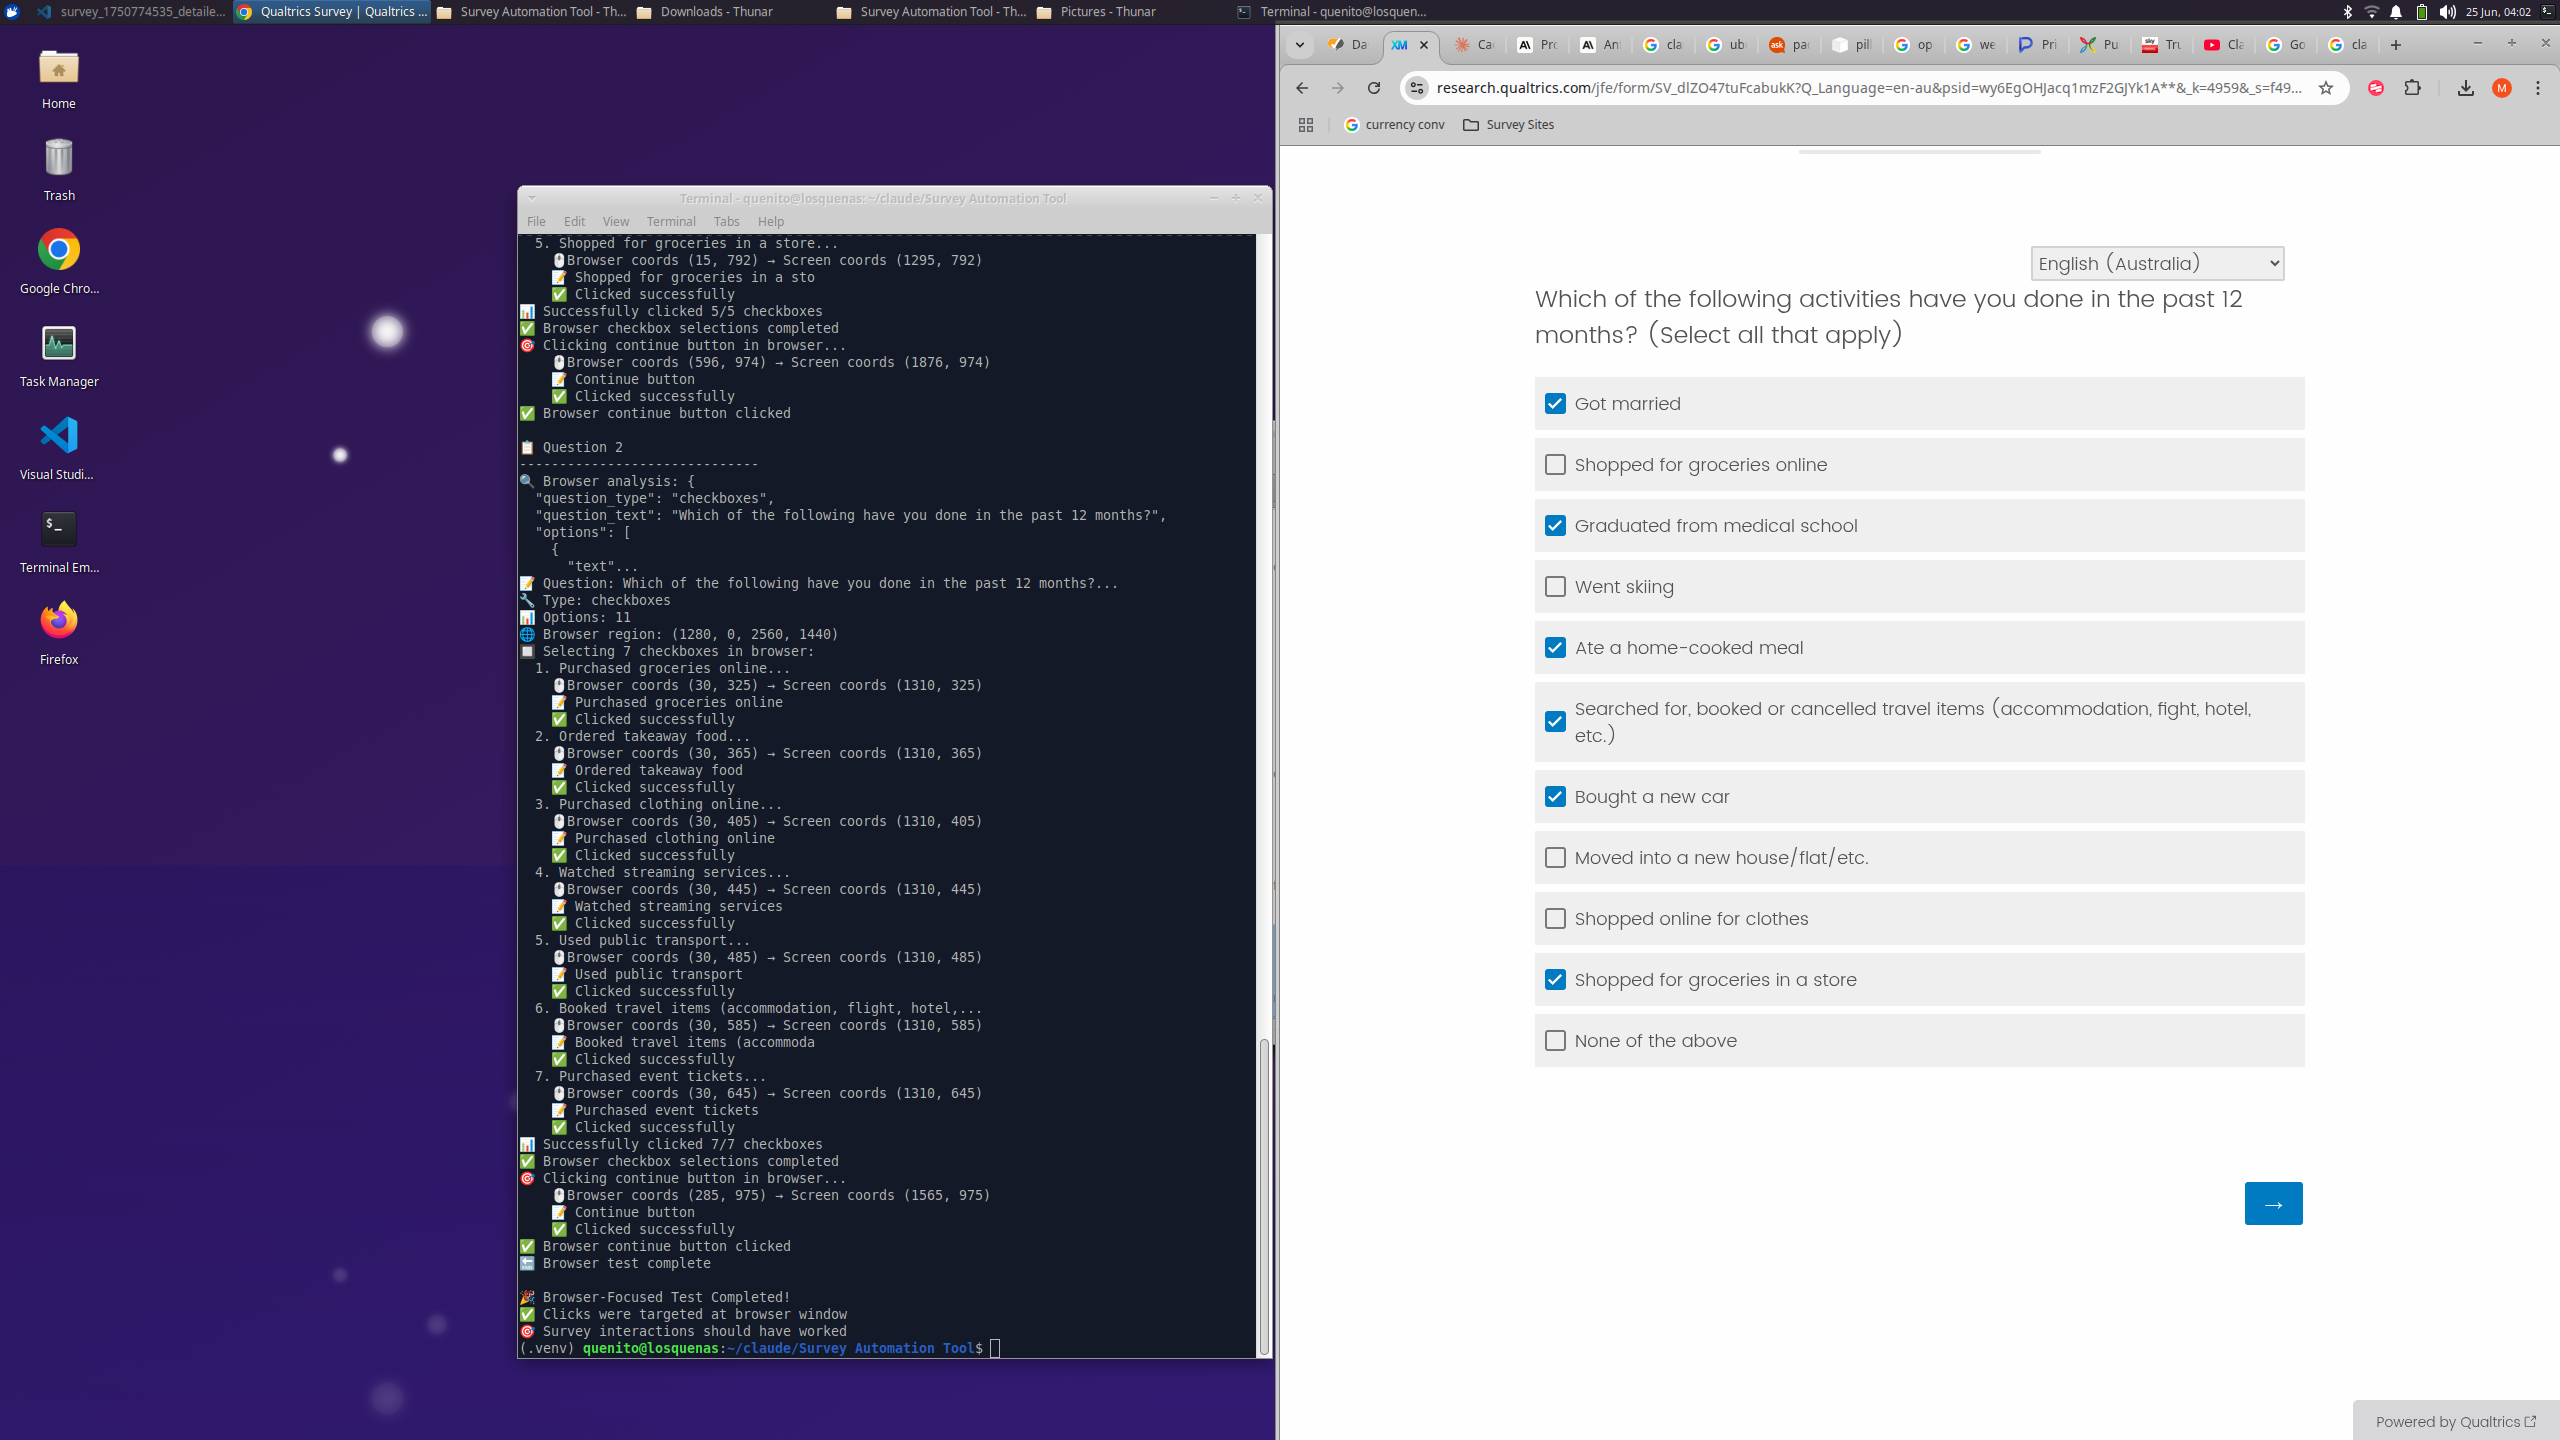 survey_1750774535_detaile...
Qualtrics Survey | Qualtrics ...
Survey Automation Tool - Th...
Downloads - Thunar
Survey Automation Tool - Th...
Pictures - Thunar
Terminal - quenito@losquen...
25 Jun, 04:02
Home
Trash
Google Chro...
Task Manager
Visual Studi...
Terminal Em...
Firefox
Terminal - quenito@losquenas: ~/claude/Survey Automation Tool
File Edit View Terminal Tabs Help
5. Shopped for groceries in a store...
Browser coords (15, 792) → Screen coords (1295, 792)
Shopped for groceries in a sto
Clicked successfully
Successfully clicked 5/5 checkboxes
Browser checkbox selections completed
Clicking continue button in browser...
Browser coords (596, 974) → Screen coords (1876, 974)
Continue button
Clicked successfully
Browser continue button clicked
Question 2
------------------------------
Browser analysis: {
"question_type": "checkboxes",
"question_text": "Which of the following have you done in the past 12 months?",
"options": [
{
"text"...
Question: Which of the following have you done in the past 12 months?...
Type: checkboxes
Options: 11
Browser region: (1280, 0, 2560, 1440)
Selecting 7 checkboxes in browser:
1. Purchased groceries online...
Browser coords (30, 325) → Screen coords (1310, 325)
Purchased groceries online
Clicked successfully
2. Ordered takeaway food...
Browser coords (30, 365) → Screen coords (1310, 365)
Ordered takeaway food
Clicked successfully
3. Purchased clothing online...
Browser coords (30, 405) → Screen coords (1310, 405)
Purchased clothing online
Clicked successfully
4. Watched streaming services...
Browser coords (30, 445) → Screen coords (1310, 445)
Watched streaming services
Clicked successfully
5. Used public transport...
Browser coords (30, 485) → Screen coords (1310, 485)
Used public transport
Clicked successfully
6. Booked travel items (accommodation, flight, hotel,...
Browser coords (30, 585) → Screen coords (1310, 585)
Booked travel items (accommoda
Clicked successfully
7. Purchased event tickets...
Browser coords (30, 645) → Screen coords (1310, 645)
Purchased event tickets
Clicked successfully
Successfully clicked 7/7 checkboxes
Browser checkbox selections completed
Clicking continue button in browser...
Browser coords (285, 975) → Screen coords (1565, 975)
Continue button
Clicked successfully
Browser continue button clicked
Browser test complete
Browser-Focused Test Completed!
Clicks were targeted at browser window
Survey interactions should have worked
(.venv) quenito@losquenas:~/claude/Survey Automation Tool$
Da XM Ca Pro An cla ub ask pa pil op we Pri Pu sky Tru Cla Go cla
research.qualtrics.com/jfe/form/SV_dlZO47tuFcabukK?Q_Language=en-au&psid=wy6EgOHJacq1mzF2GJYk1A**&_k=4959&_s=f49...
M
currency conv Survey Sites
English (Australia)
Which of the following activities have you done in the past 12
months? (Select all that apply)
Got married
Shopped for groceries online
Graduated from medical school
Went skiing
Ate a home-cooked meal
Searched for, booked or cancelled travel items (accommodation, fight, hotel,
etc.)
Bought a new car
Moved into a new house/flat/etc.
Shopped online for clothes
Shopped for groceries in a store
None of the above
→
Powered by Qualtrics